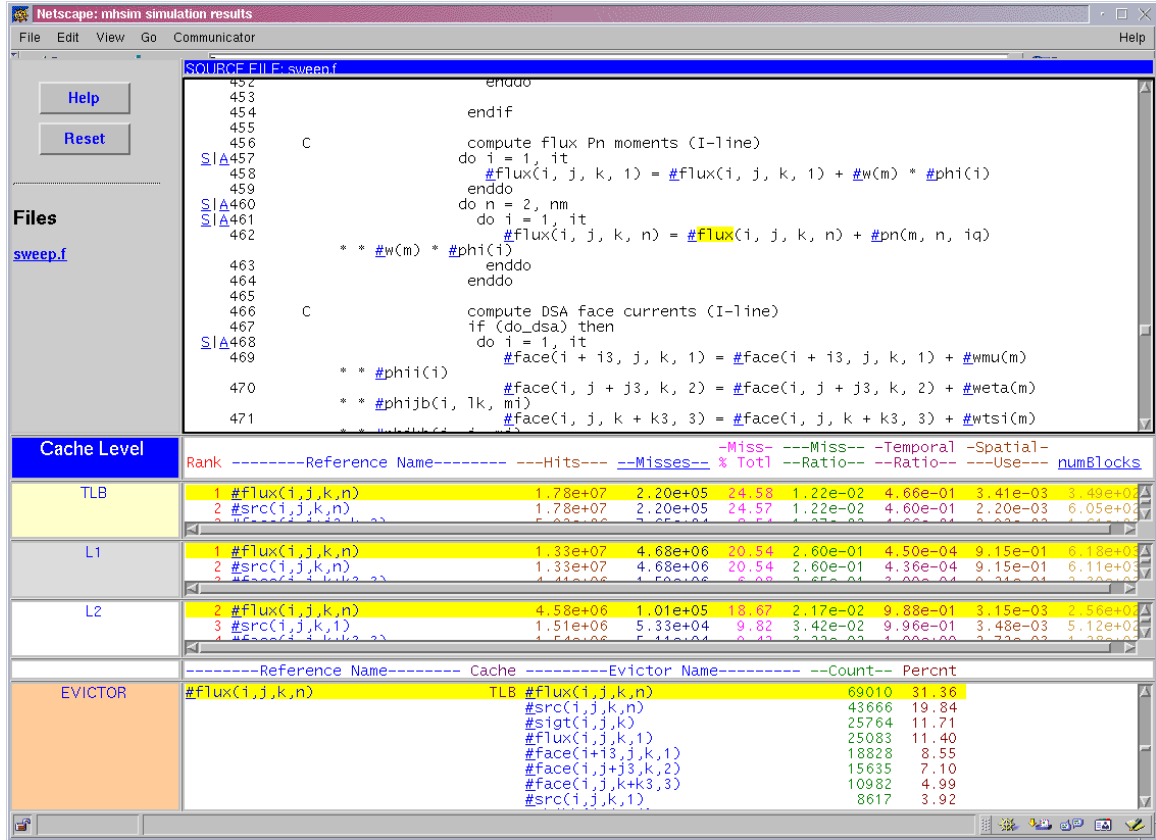 Netscape: mhsim simulation results
File Edit View Go Communicator Help
SOURCE FILE: sweep.f
Help
Reset
Files
sweep.f
452 enddo
453
454 endif
455
456 C compute flux Pn moments (I-line)
S|A457 do i = 1, it
458 #flux(i, j, k, 1) = #flux(i, j, k, 1) + #w(m) * #phi(i)
459 enddo
S|A460 do n = 2, nm
S|A461 do i = 1, it
462 #flux(i, j, k, n) = #flux(i, j, k, n) + #pn(m, n, iq)
* * #w(m) * #phi(i)
463 enddo
464 enddo
465
466 C compute DSA face currents (I-line)
467 if (do_dsa) then
S|A468 do i = 1, it
469 #face(i + i3, j, k, 1) = #face(i + i3, j, k, 1) + #wmu(m)
* * #phii(i)
470 #face(i, j + j3, k, 2) = #face(i, j + j3, k, 2) + #weta(m)
* * #phijb(i, lk, mi)
471 #face(i, j, k + k3, 3) = #face(i, j, k + k3, 3) + #wtsi(m)
Cache Level
-Miss- ---Miss-- -Temporal -Spatial-
Rank --------Reference Name-------- ---Hits--- --Misses-- % Totl --Ratio-- --Ratio-- ---Use--- numBlocks
TLB
1 #flux(i,j,k,n) 1.78e+07 2.20e+05 24.58 1.22e-02 4.66e-01 3.41e-03 3.49e+02
2 #src(i,j,k,n) 1.78e+07 2.20e+05 24.57 1.22e-02 4.60e-01 2.20e-03 6.05e+02
L1
1 #flux(i,j,k,n) 1.33e+07 4.68e+06 20.54 2.60e-01 4.50e-04 9.15e-01 6.18e+03
2 #src(i,j,k,n) 1.33e+07 4.68e+06 20.54 2.60e-01 4.36e-04 9.15e-01 6.11e+03
L2
2 #flux(i,j,k,n) 4.58e+06 1.01e+05 18.67 2.17e-02 9.88e-01 3.15e-03 2.56e+02
3 #src(i,j,k,1) 1.51e+06 5.33e+04 9.82 3.42e-02 9.96e-01 3.48e-03 5.12e+02
--------Reference Name-------- Cache ---------Evictor Name--------- --Count-- Percnt
EVICTOR
#flux(i,j,k,n) TLB #flux(i,j,k,n) 69010 31.36
#src(i,j,k,n) 43666 19.84
#sigt(i,j,k) 25764 11.71
#flux(i,j,k,1) 25083 11.40
#face(i+i3,j,k,1) 18828 8.55
#face(i,j+j3,k,2) 15635 7.10
#face(i,j,k+k3,3) 10982 4.99
#src(i,j,k,1) 8617 3.92